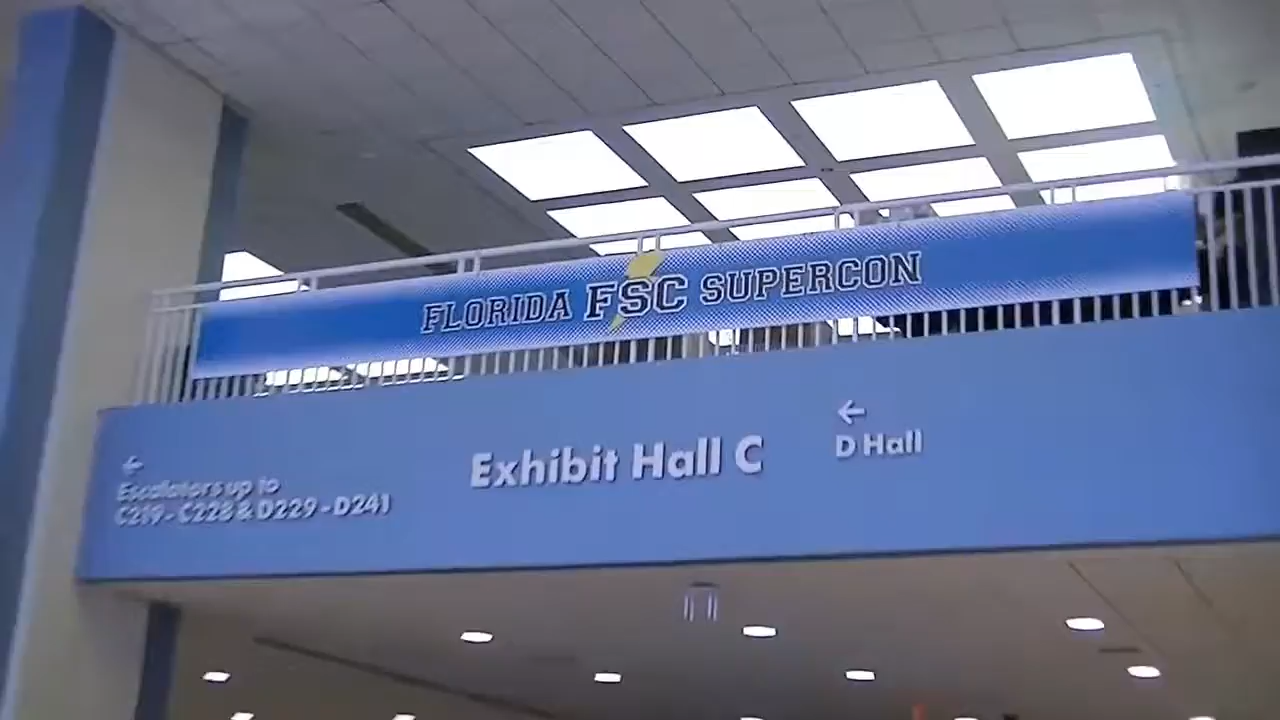 FLORIDA FSC SUPERCON
←
D Hall
Exhibit Hall C
←
Escalators up to
C219 - C228 & D229 - D241